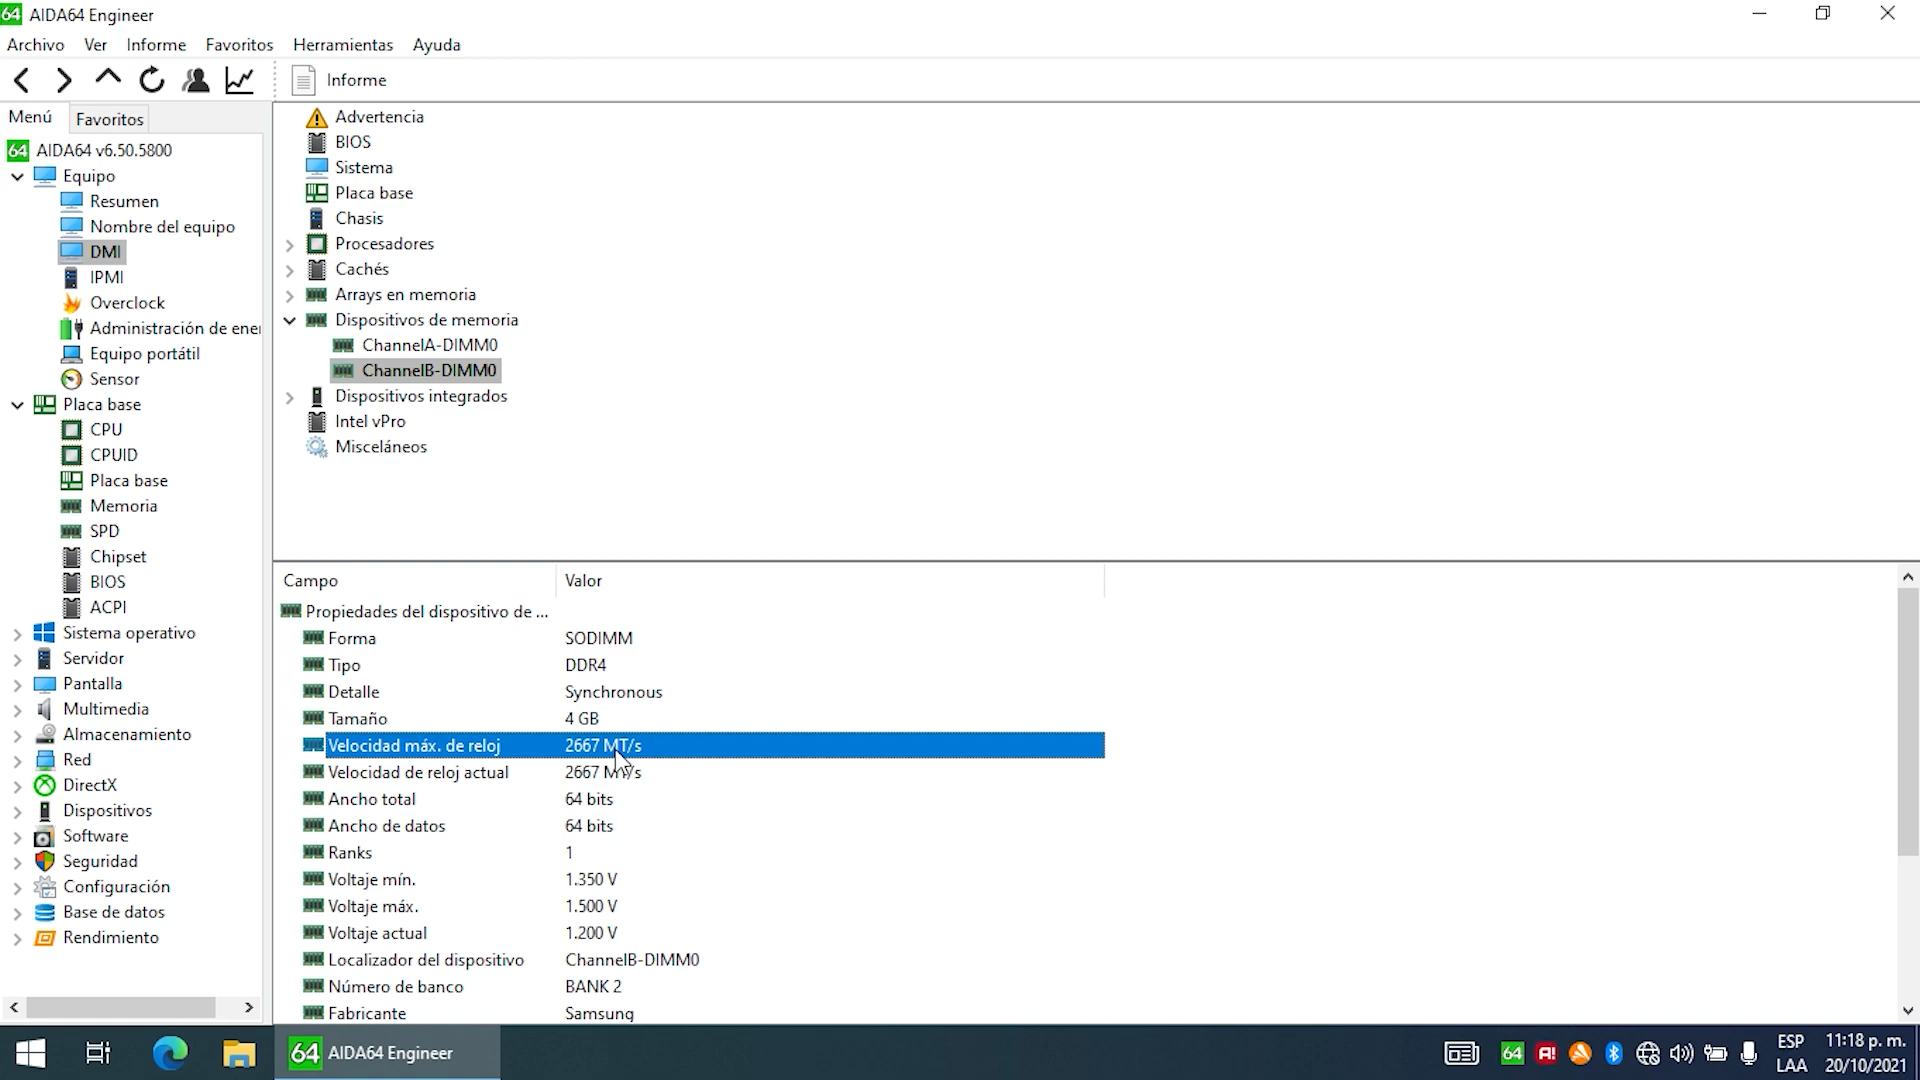 64 AIDA64 Engineer
Archivo Ver Informe Favoritos Herramientas Ayuda
Informe
Menú Favoritos
64 AIDA64 v6.50.5800
Equipo
Resumen
Nombre del equipo
DMI
IPMI
Overclock
Administración de ener
Equipo portátil
Sensor
Placa base
CPU
CPUID
Placa base
Memoria
SPD
Chipset
BIOS
ACPI
Sistema operativo
Servidor
Pantalla
Multimedia
Almacenamiento
Red
DirectX
Dispositivos
Software
Seguridad
Configuración
Base de datos
Rendimiento
Advertencia
BIOS
Sistema
Placa base
Chasis
Procesadores
Cachés
Arrays en memoria
Dispositivos de memoria
ChannelA-DIMM0
ChannelB-DIMM0
Dispositivos integrados
Intel vPro
Misceláneos
Campo Valor
Propiedades del dispositivo de ...
Forma SODIMM
Tipo DDR4
Detalle Synchronous
Tamaño 4 GB
Velocidad máx. de reloj 2667 MT/s
Velocidad de reloj actual 2667 MT/s
Ancho total 64 bits
Ancho de datos 64 bits
Ranks 1
Voltaje mín. 1.350 V
Voltaje máx. 1.500 V
Voltaje actual 1.200 V
Localizador del dispositivo ChannelB-DIMM0
Número de banco BANK 2
Fabricante Samsung
64 AIDA64 Engineer
64 A!
ESP
LAA
11:18 p. m.
20/10/2021